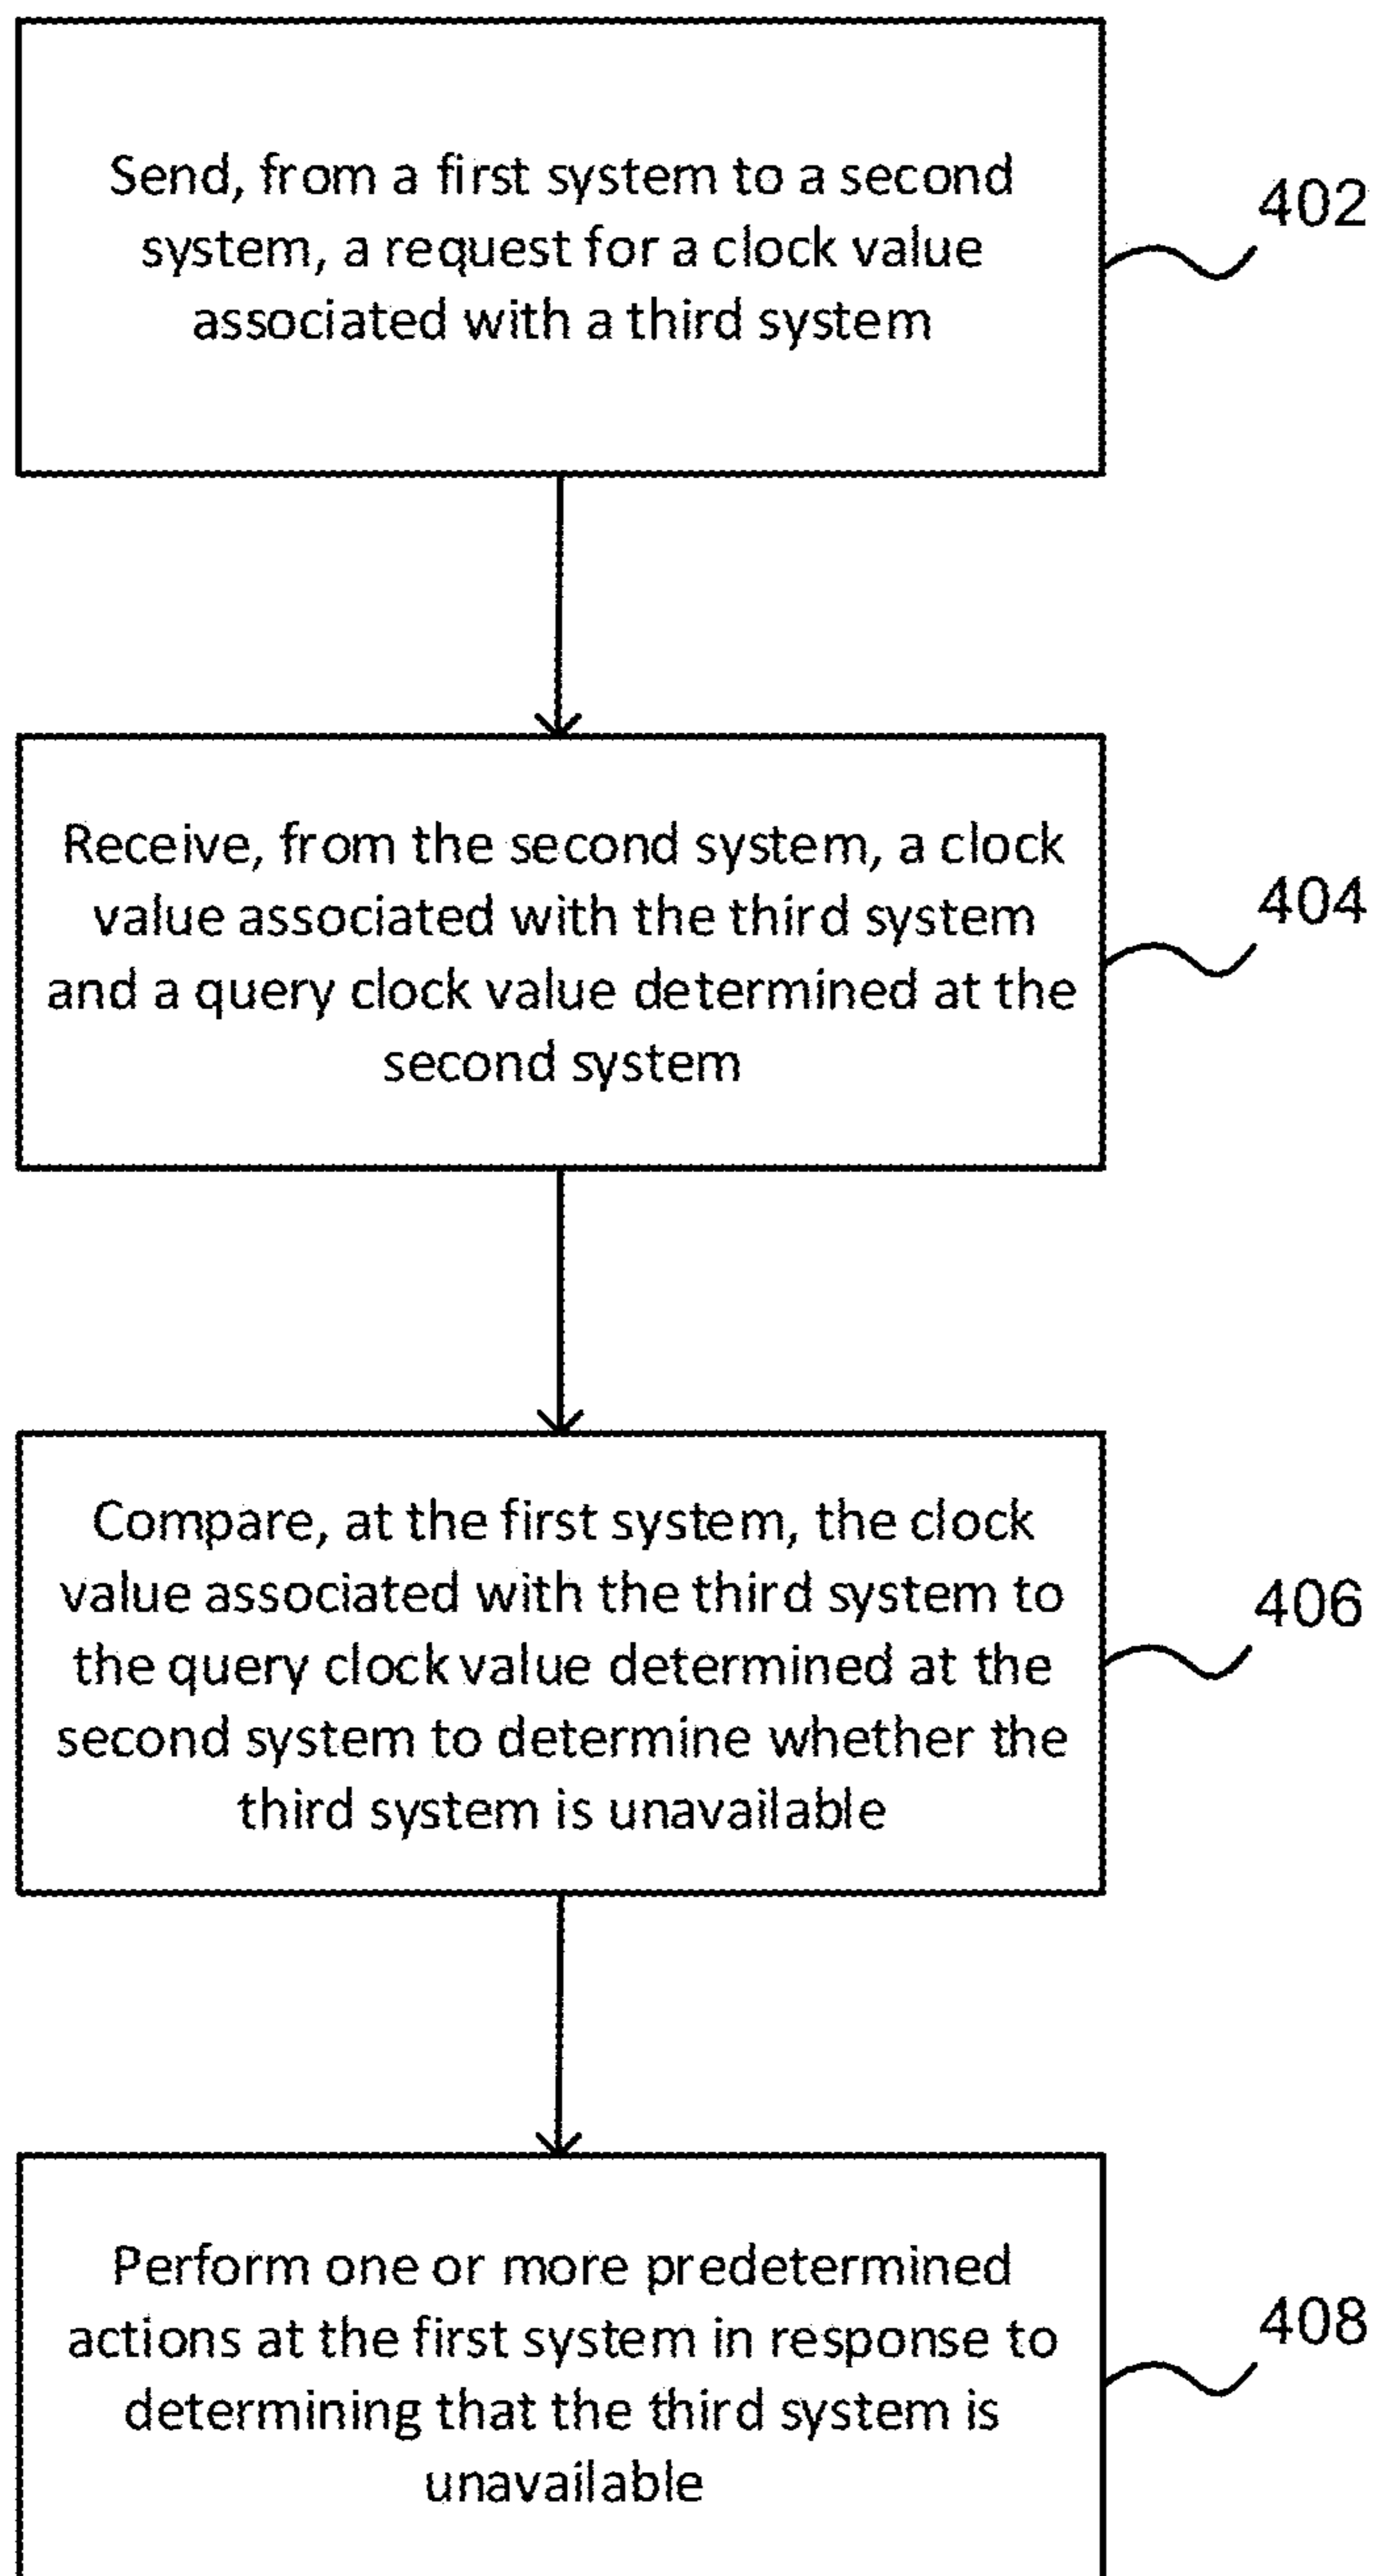 Send, from a first system to a second
system, a request for a clock value
associated with a third system
402
Receive, from the second system, a clock
value associated with the third system
and a query clock value determined at the
second system
404
Compare, at the first system, the clock
value associated with the third system to
the query clock value determined at the
second system to determine whether the
third system is unavailable
406
Perform one or more predetermined
actions at the first system in response to
determining that the third system is
unavailable
408